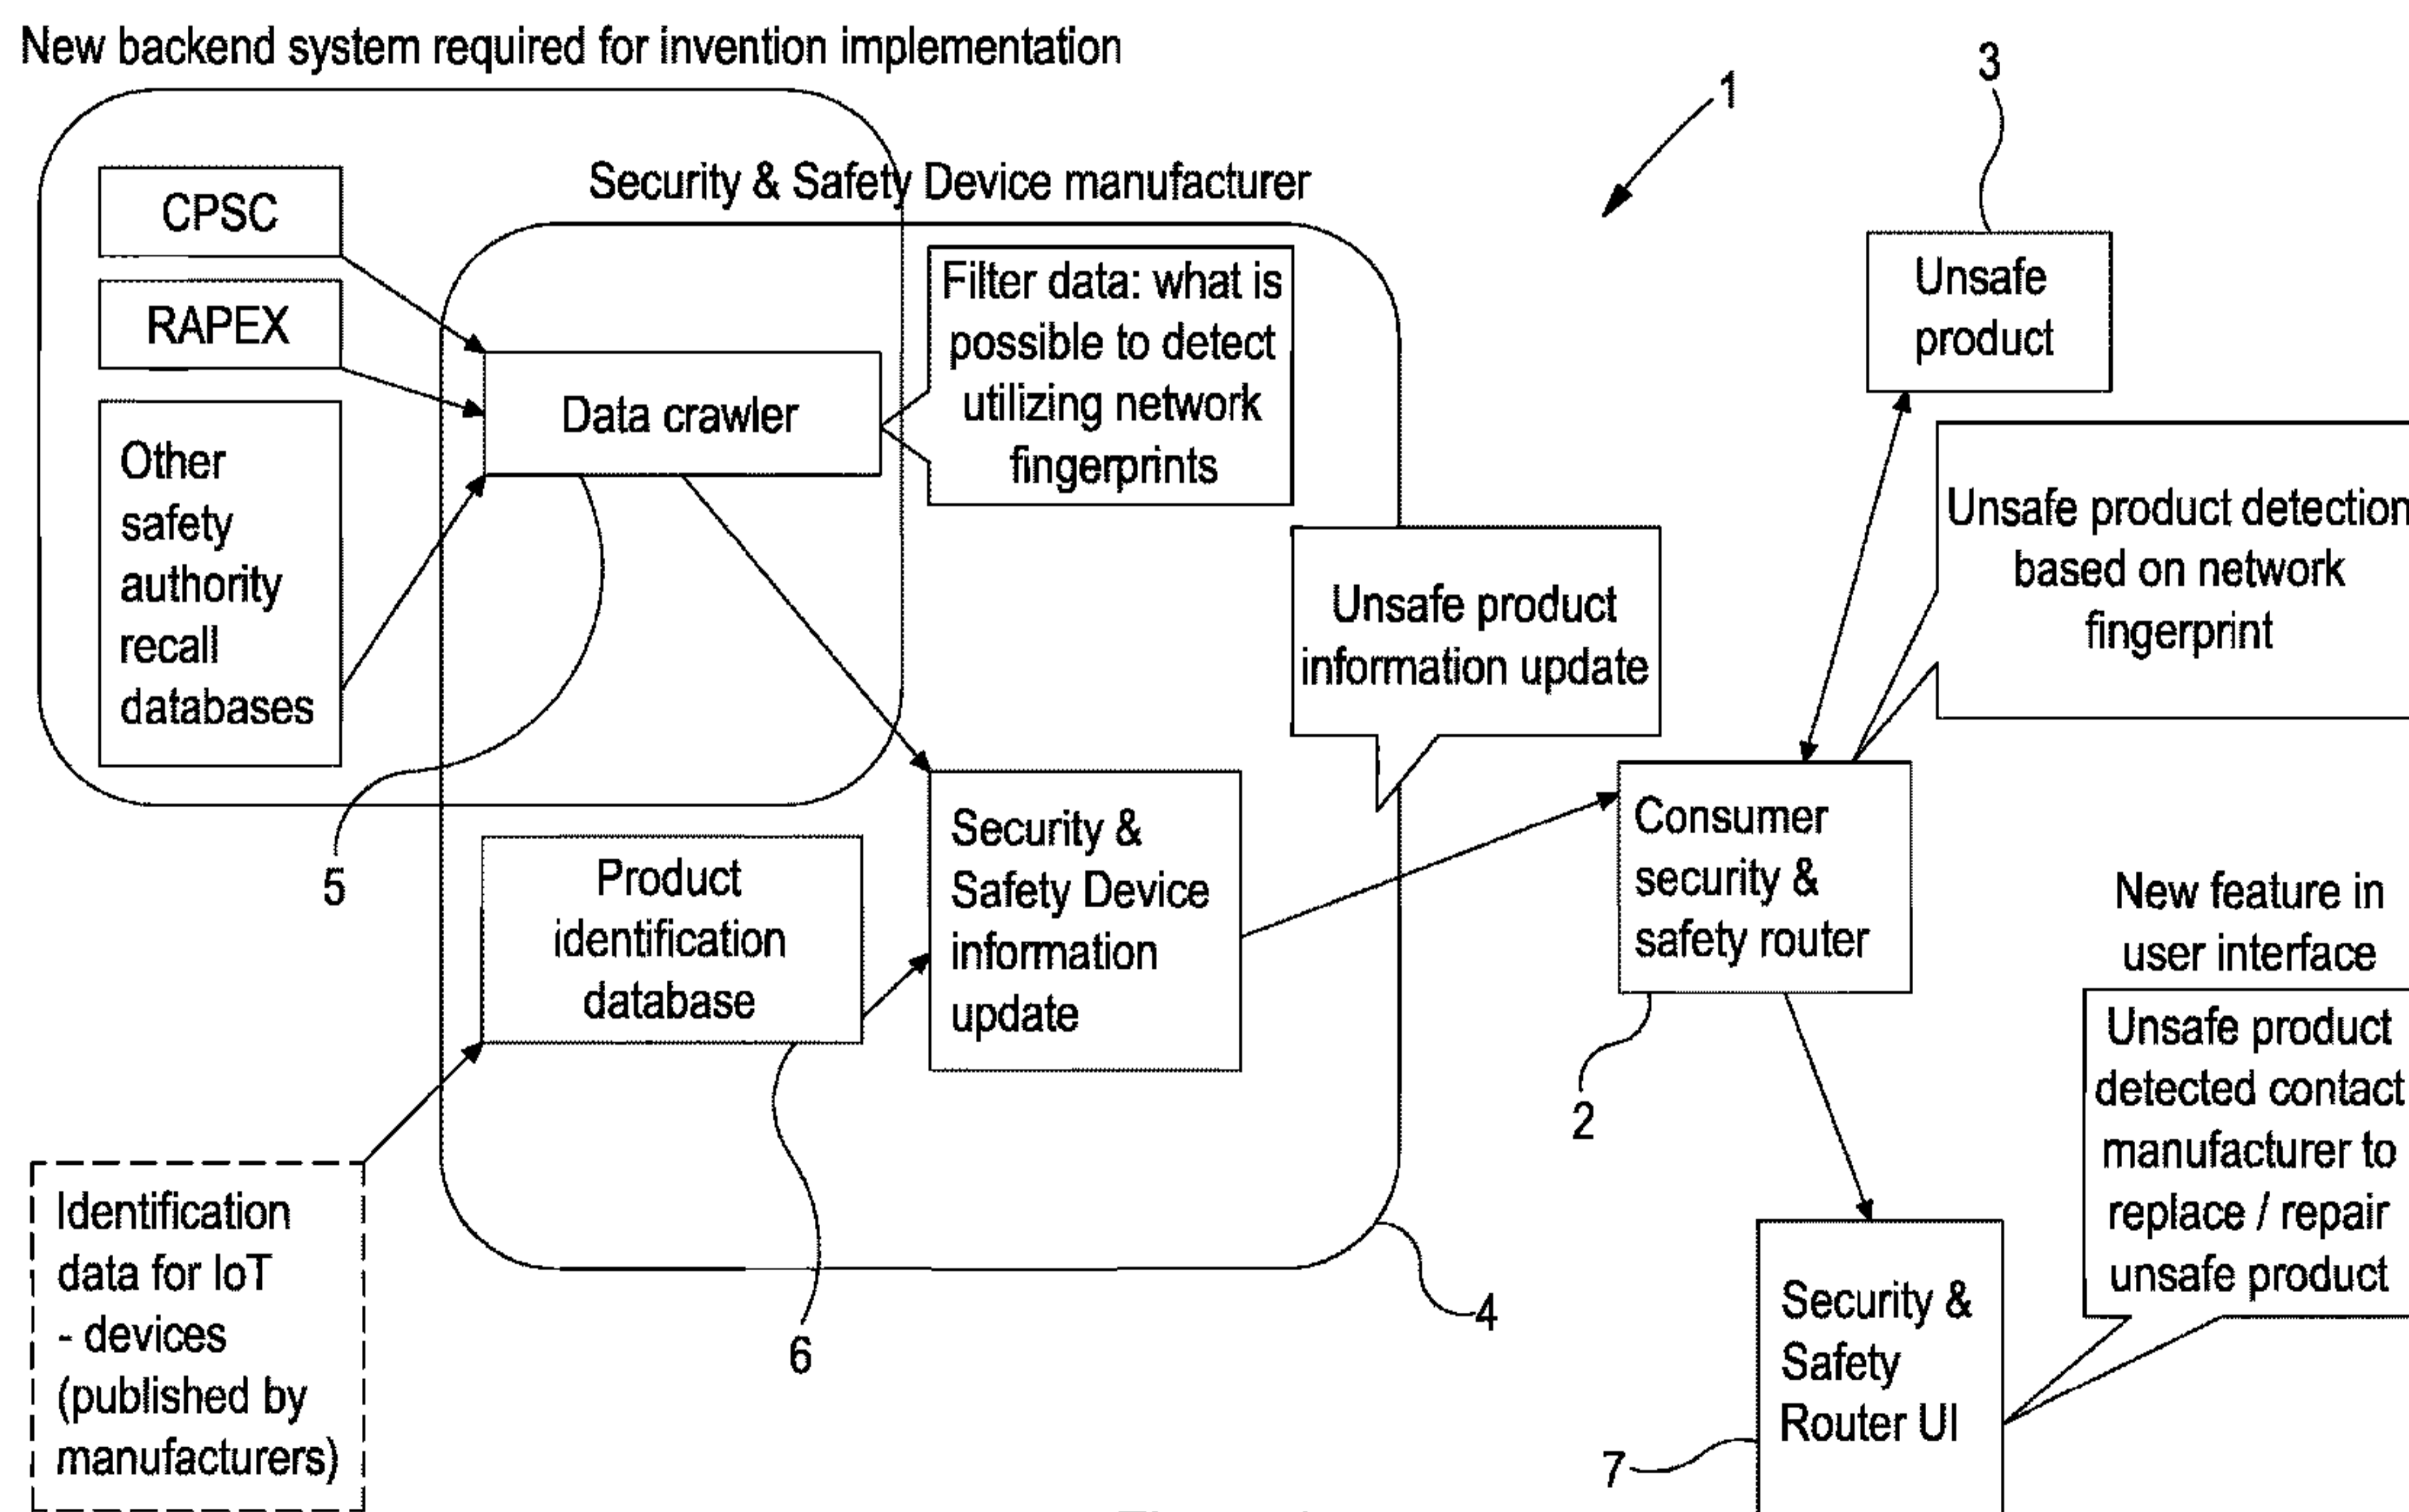 New backend system required for invention implementation
1
3
CPSC
Security & Safety Device manufacturer
RAPEX
Other
safety
authority
recall
databases
Data crawler
Filter data: what is
possible to detect
utilizing network
fingerprints
Unsafe
product
Unsafe product detection
based on network
fingerprint
Unsafe product
information update
5
Product
identification
database
Security &
Safety Device
information
update
Consumer
security &
safety router
2
New feature in
user interface
Unsafe product
detected contact
manufacturer to
replace / repair
unsafe product
Identification
data for IoT
- devices
(published by
manufacturers)
6
4
Security &
Safety
Router UI
7